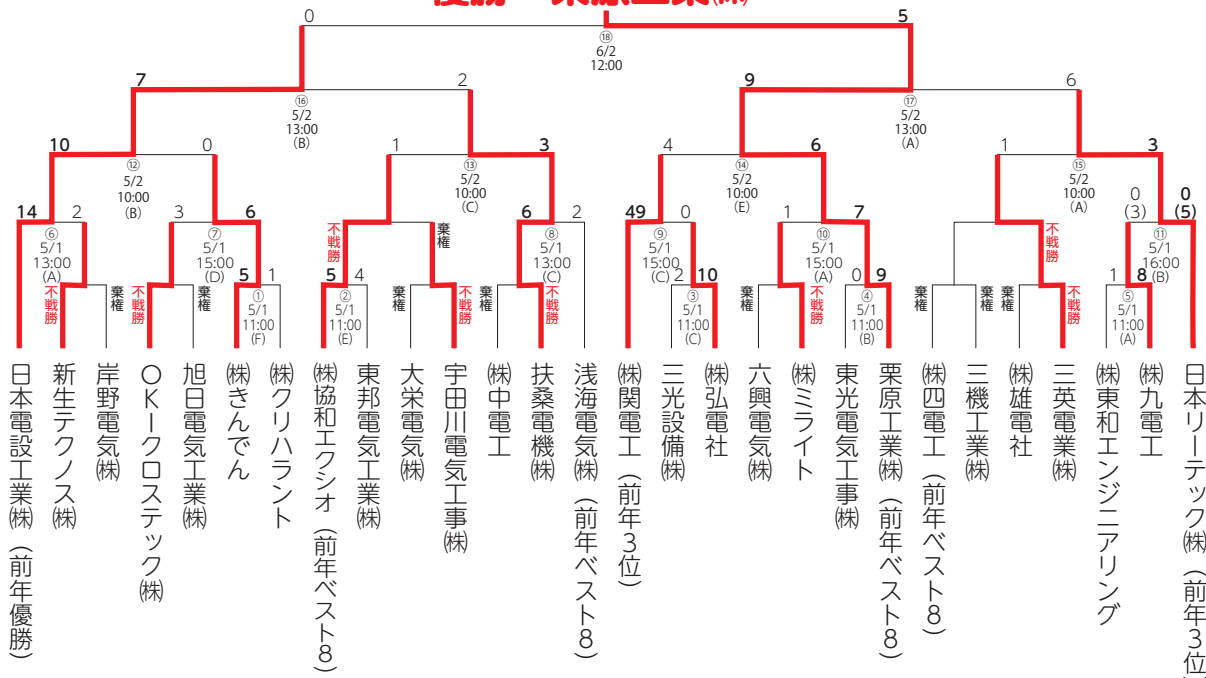 0
5
⑱
6/2
12:00
7
2
9
6
⑯
5/2
13:00
(B)
⑰
5/2
13:00
(A)
10
0
1
3
4
6
1
3
⑫
5/2
10:00
(B)
⑬
5/2
10:00
(C)
⑭
5/2
10:00
(E)
⑮
5/2
10:00
(A)
14
2
3
6
不戦勝
棄権
6
2
49
0
1
7
不戦勝
0
(3)
0
(5)
⑥
5/1
13:00
(A)
⑦
5/1
15:00
(D)
⑧
5/1
13:00
(C)
⑨
5/1
15:00
(C)
⑩
5/1
15:00
(A)
⑪
5/1
16:00
(B)
不戦勝
棄権
不戦勝
棄権
5
1
5
4
棄権
不戦勝
棄権
不戦勝
2
10
棄権
不戦勝
0
9
棄権
棄権
棄権
不戦勝
1
8
①
5/1
11:00
(F)
②
5/1
11:00
(E)
③
5/1
11:00
(C)
④
5/1
11:00
(B)
⑤
5/1
11:00
(A)
日本電設工業㈱（前年優勝）
新生テクノス㈱
岸野電気㈱
OKIクロステック㈱
旭日電気工業㈱
㈱きんでん
㈱クリハラント
㈱協和エクシオ（前年ベスト8）
東邦電気工業㈱
大栄電気㈱
宇田川電気工事㈱
㈱中電工
扶桑電機㈱
浅海電気㈱（前年ベスト8）
㈱関電工（前年3位）
三光設備㈱
㈱弘電社
六興電気㈱
㈱ミライト
東光電気工事㈱
栗原工業㈱（前年ベスト8）
㈱四電工（前年ベスト8）
三機工業㈱
㈱雄電社
三英電業㈱
㈱東和エンジニアリング
㈱九電工
日本リーテック㈱（前年3位）